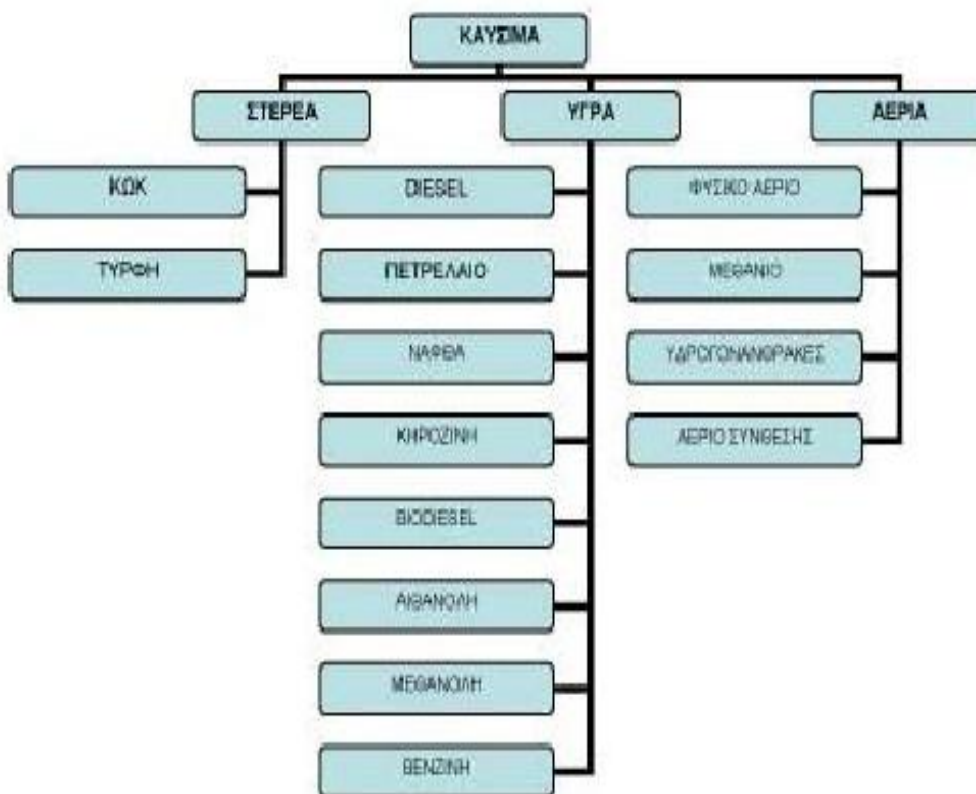 ΚΑΥΣΙΜΑ
ΣΤΕΡΕΑ
ΥΓΡΑ
ΑΕΡΙΑ
ΚΩΚ
ΤΥΡΦΗ
DIESEL
ΠΕΤΡΕΛΑΙΟ
ΝΑΦΘΑ
ΚΗΡΟΖΙΝΗ
BIODIESEL
ΑΙΘΑΝΟΛΗ
ΜΕΘΑΝΟΛΗ
ΒΕΝΖΙΝΗ
ΦΥΣΙΚΟ ΑΕΡΙΟ
ΜΕΘΑΝΙΟ
ΥΔΡΟΓΟΝΑΝΘΡΑΚΕΣ
ΑΕΡΙΟ ΣΥΝΘΕΣΗΣ